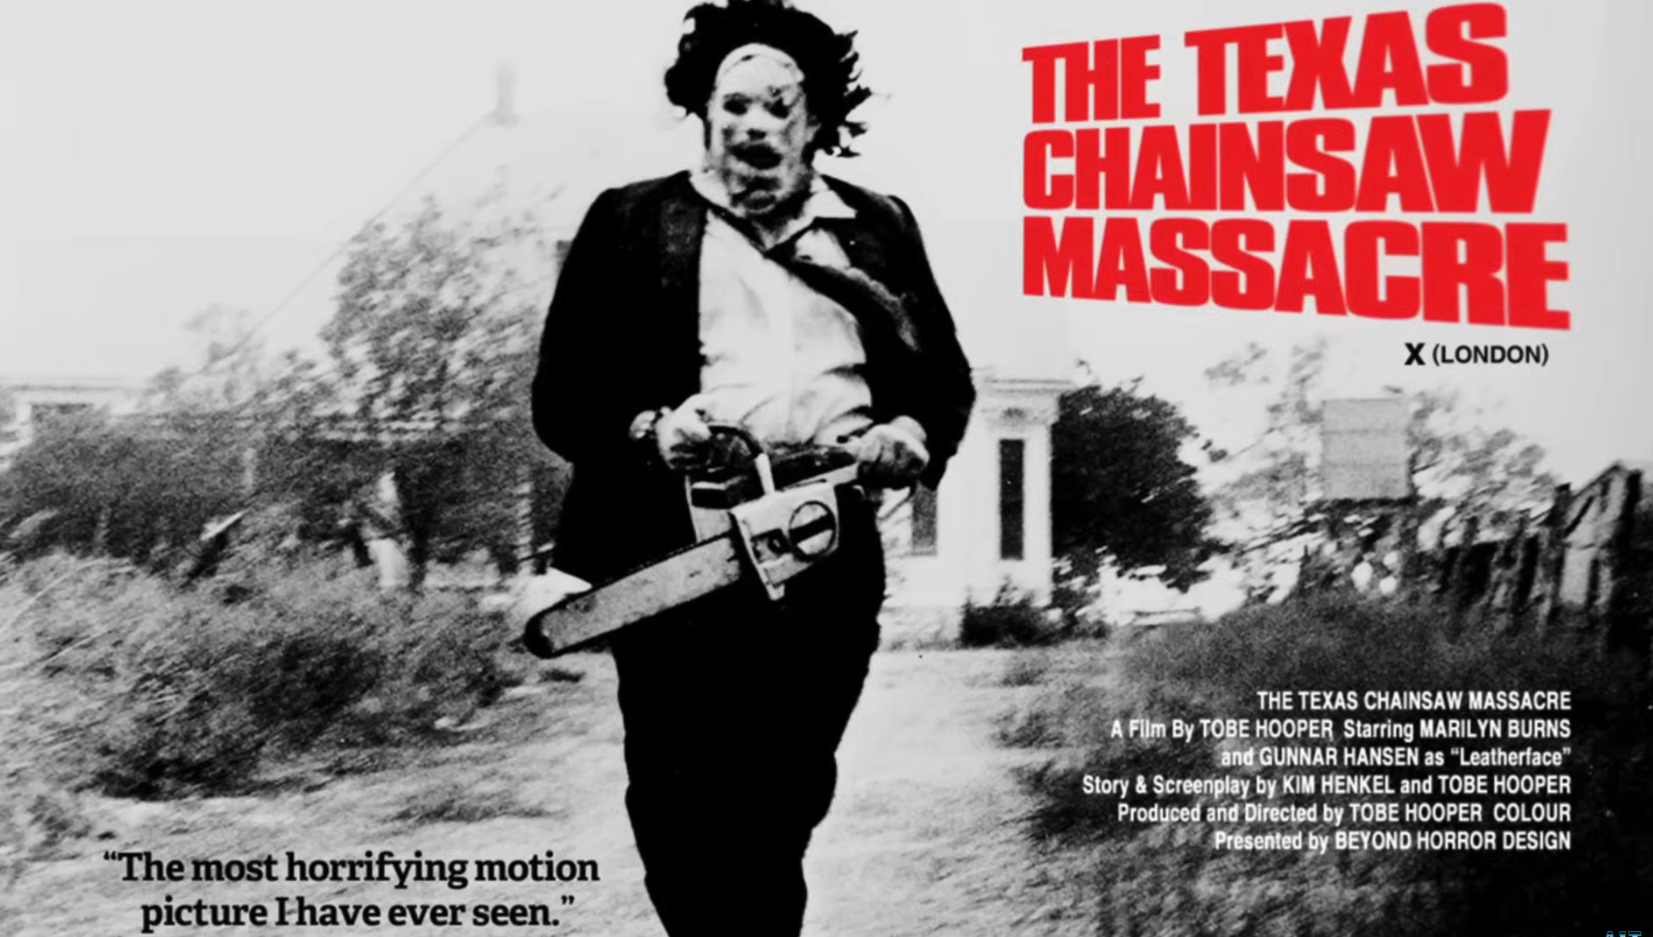 THE TEXAS
CHAINSAW
MASSACRE
X (LONDON)
THE TEXAS CHAINSAW MASSACRE
A Film By TOBE HOOPER Starring MARILYN BURNS
and GUNNAR HANSEN as “Leatherface”
Story & Screenplay by KIM HENKEL and TOBE HOOPER
Produced and Directed by TOBE HOOPER COLOUR
Presented by BEYOND HORROR DESIGN
“The most horrifying motion
picture I have ever seen.”